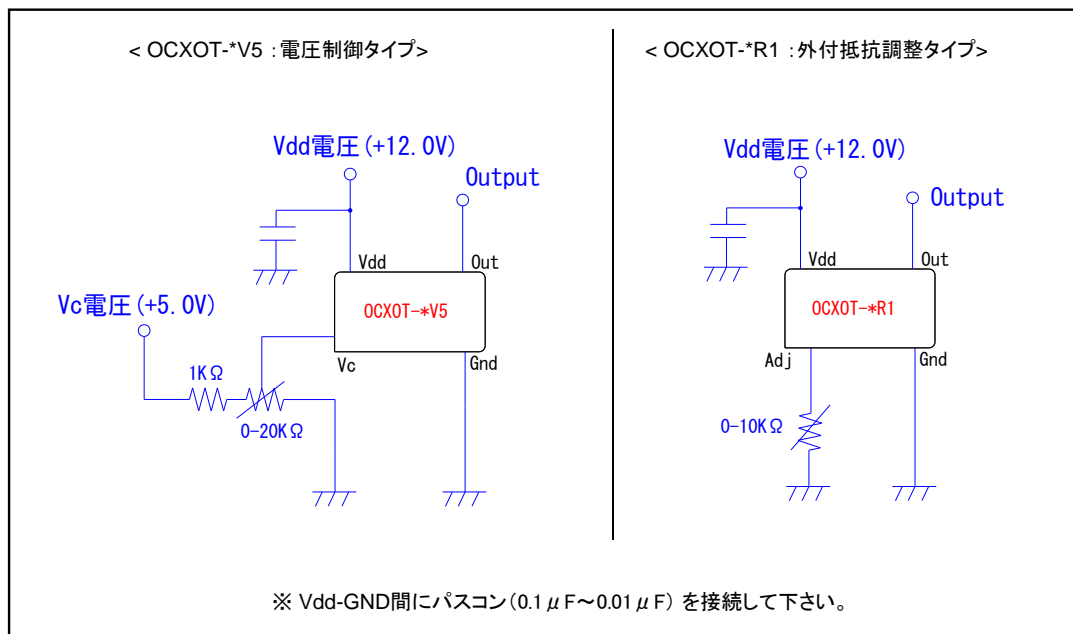 < OCXOT-*V5 : 電圧制御タイプ>
Vdd電圧(+12.0V)
Output
Vdd
Out
Vc電圧(+5.0V)
OCXOT-*V5
Vc
Gnd
1KΩ
0-20KΩ
< OCXOT-*R1 : 外付抵抗調整タイプ>
Vdd電圧(+12.0V)
Output
Vdd
Out
OCXOT-*R1
Adj
Gnd
0-10KΩ
※ Vdd-GND間にパスコン(0.1μF~0.01μF) を接続して下さい。